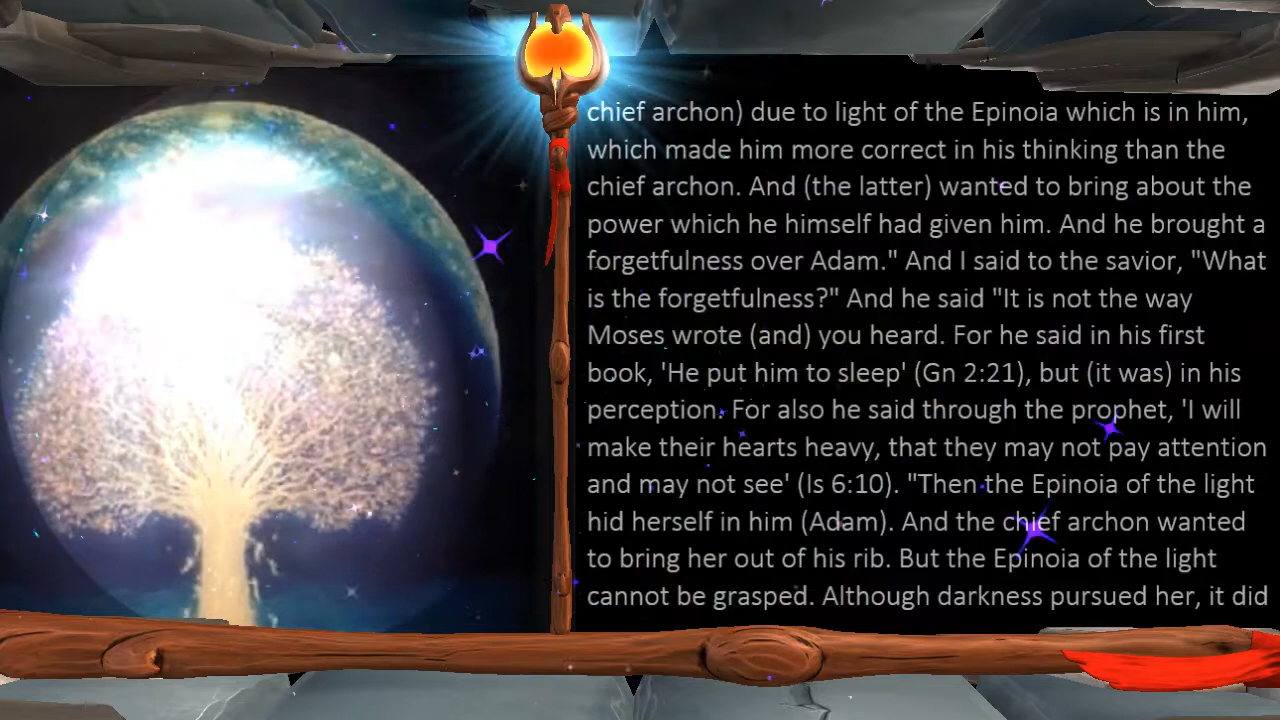 chief archon) due to light of the Epinoia which is in him,
which made him more correct in his thinking than the
chief archon. And (the latter) wanted to bring about the
power which he himself had given him. And he brought a
forgetfulness over Adam." And I said to the savior, "What
is the forgetfulness?" And he said "It is not the way
Moses wrote (and) you heard. For he said in his first
book, 'He put him to sleep' (Gn 2:21), but (it was) in his
perception. For also he said through the prophet, 'I will
make their hearts heavy, that they may not pay attention
and may not see' (Is 6:10). "Then the Epinoia of the light
hid herself in him (Adam). And the chief archon wanted
to bring her out of his rib. But the Epinoia of the light
cannot be grasped. Although darkness pursued her, it did